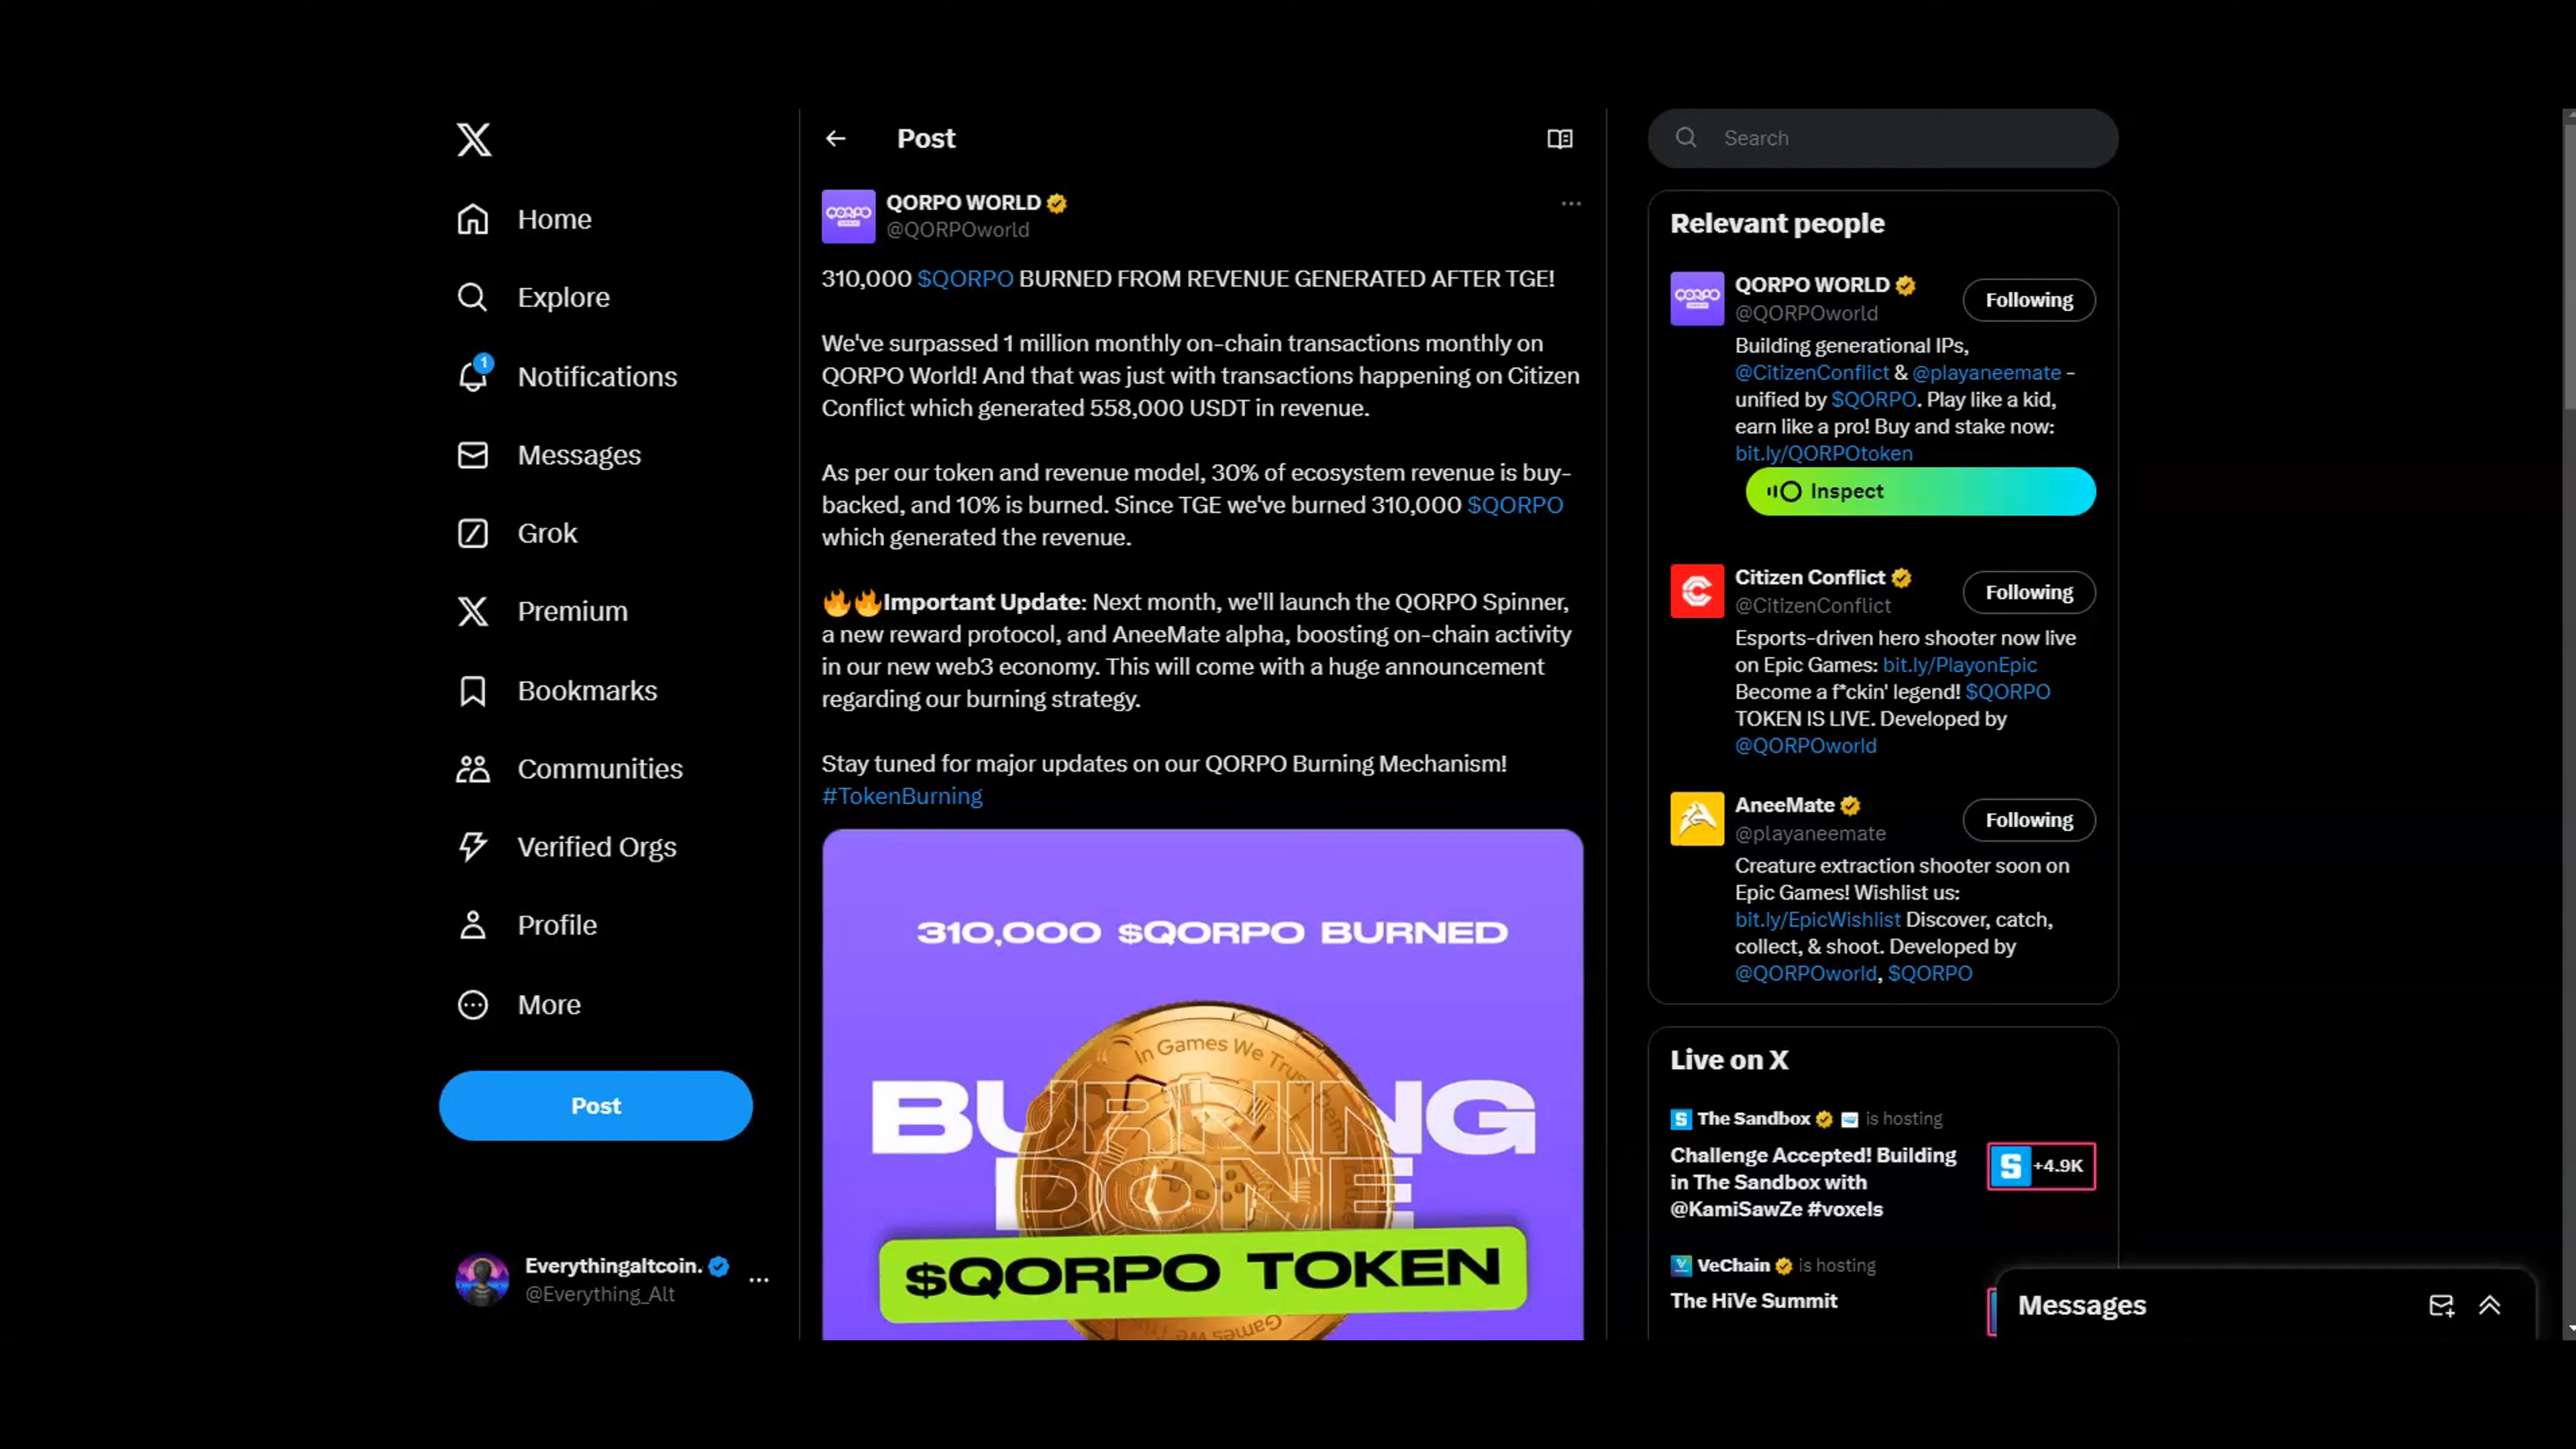 Home
Explore
1
Notifications
Messages
Grok
Premium
Bookmarks
Communities
Verified Orgs
Profile
More
Post
Everythingaltcoin.
@Everything_Alt
Post
QORPO WORLD
@QORPOworld
310,000 $QORPO BURNED FROM REVENUE GENERATED AFTER TGE!
We've surpassed 1 million monthly on-chain transactions monthly on
QORPO World! And that was just with transactions happening on Citizen
Conflict which generated 558,000 USDT in revenue.
As per our token and revenue model, 30% of ecosystem revenue is buy-
backed, and 10% is burned. Since TGE we've burned 310,000 $QORPO
which generated the revenue.
🔥🔥Important Update: Next month, we'll launch the QORPO Spinner,
a new reward protocol, and AneeMate alpha, boosting on-chain activity
in our new web3 economy. This will come with a huge announcement
regarding our burning strategy.
Stay tuned for major updates on our QORPO Burning Mechanism!
#TokenBurning
310,000 $QORPO BURNED
In Games We Trust
BURNING
DONE
$QORPO TOKEN
Search
Relevant people
QORPO WORLD
@QORPOworld
Following
Building generational IPs,
@CitizenConflict & @playaneemate -
unified by $QORPO. Play like a kid,
earn like a pro! Buy and stake now:
bit.ly/QORPOtoken
Inspect
Citizen Conflict
@CitizenConflict
Following
Esports-driven hero shooter now live
on Epic Games: bit.ly/PlayonEpic
Become a f*ckin' legend! $QORPO
TOKEN IS LIVE. Developed by
@QORPOworld
AneeMate
@playaneemate
Following
Creature extraction shooter soon on
Epic Games! Wishlist us:
bit.ly/EpicWishlist Discover, catch,
collect, & shoot. Developed by
@QORPOworld, $QORPO
Live on X
The Sandbox is hosting
Challenge Accepted! Building
in The Sandbox with
@KamiSawZe #voxels
+4.9K
VeChain is hosting
The HiVe Summit
Messages